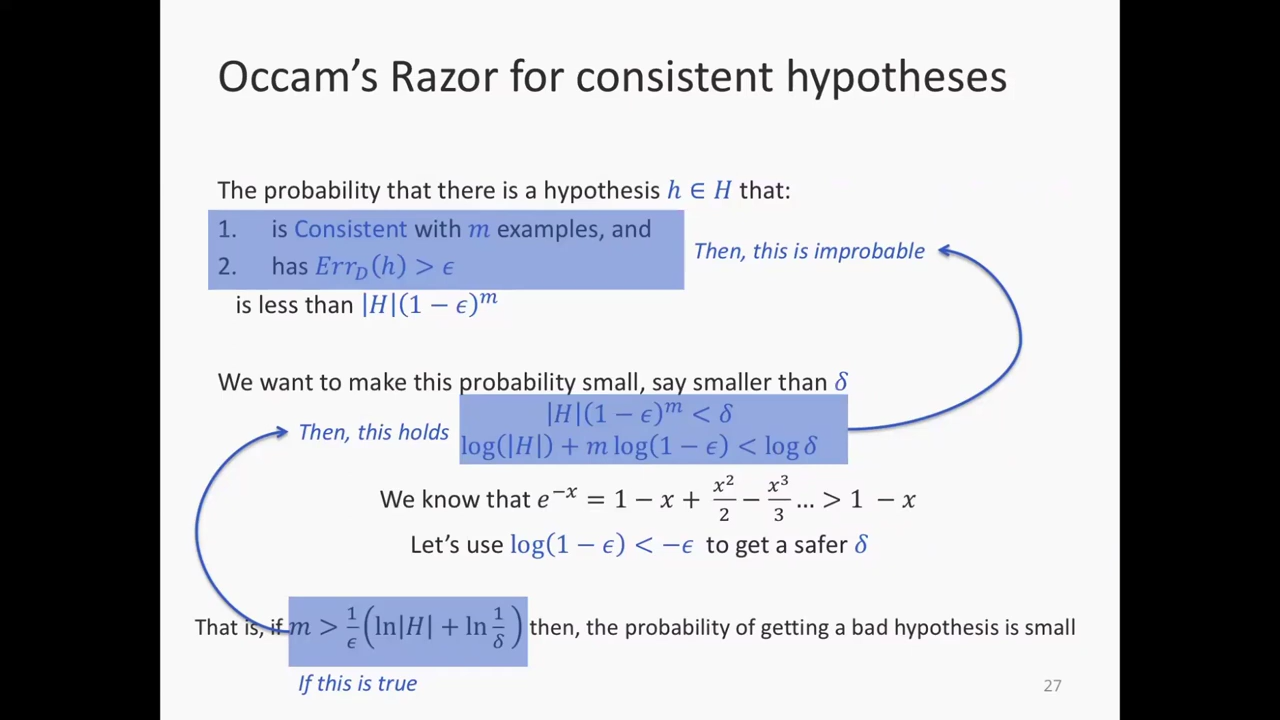 Occam's Razor for consistent hypotheses
The probability that there is a hypothesis h ∈ H that:
1. is Consistent with m examples, and
2. has Err_D(h) > ϵ
Then, this is improbable
is less than |H|(1 − ϵ)^m
We want to make this probability small, say smaller than δ
|H|(1 − ϵ)^m < δ
Then, this holds
log(|H|) + m log(1 − ϵ) < log δ
We know that e^{−x} = 1 − x + x^2/2 − x^3/3 … > 1 − x
Let's use log(1 − ϵ) < −ϵ to get a safer δ
That is, if m > 1/ϵ (ln|H| + ln 1/δ) then, the probability of getting a bad hypothesis is small
If this is true
27